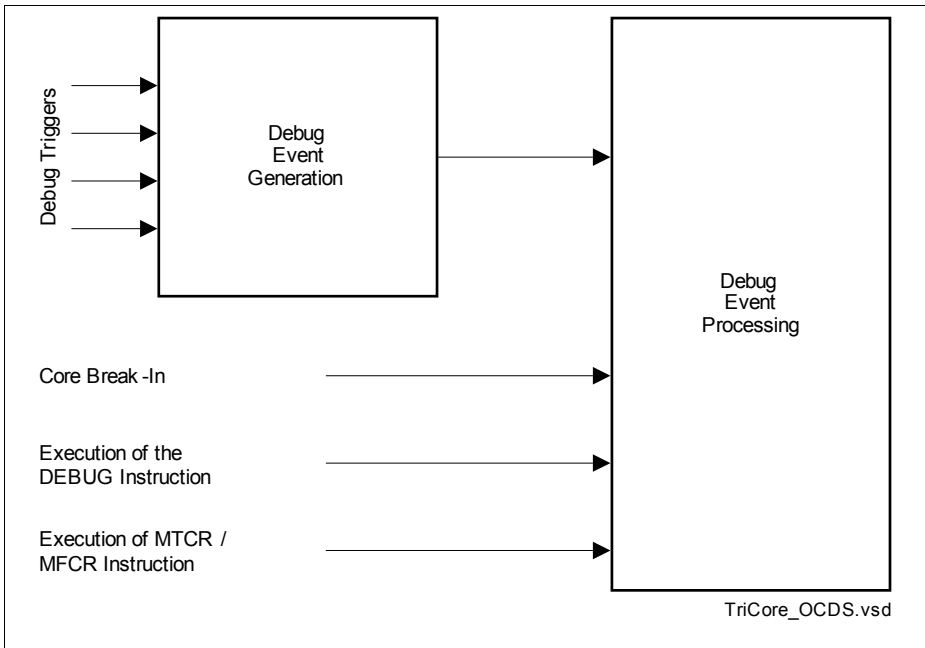 Debug Triggers
Debug
Event
Generation
Debug
Event
Processing
Core Break-In
Execution of the
DEBUG Instruction
Execution of MTCR /
MFCR Instruction
TriCore_OCDS.vsd